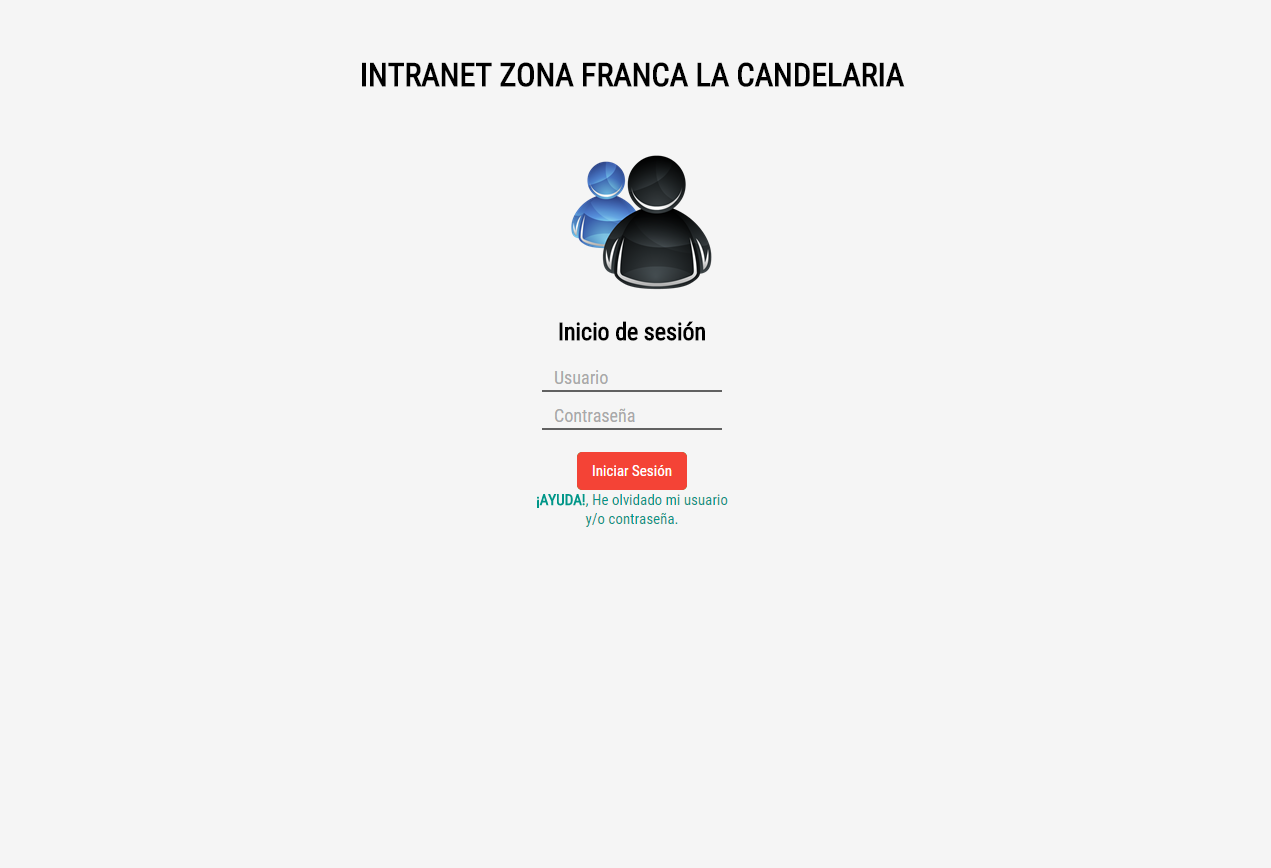 INTRANET ZONA FRANCA LA CANDELARIA
Inicio de sesión
Usuario
Contraseña
Iniciar Sesión
¡AYUDA!, He olvidado mi usuario
y/o contraseña.